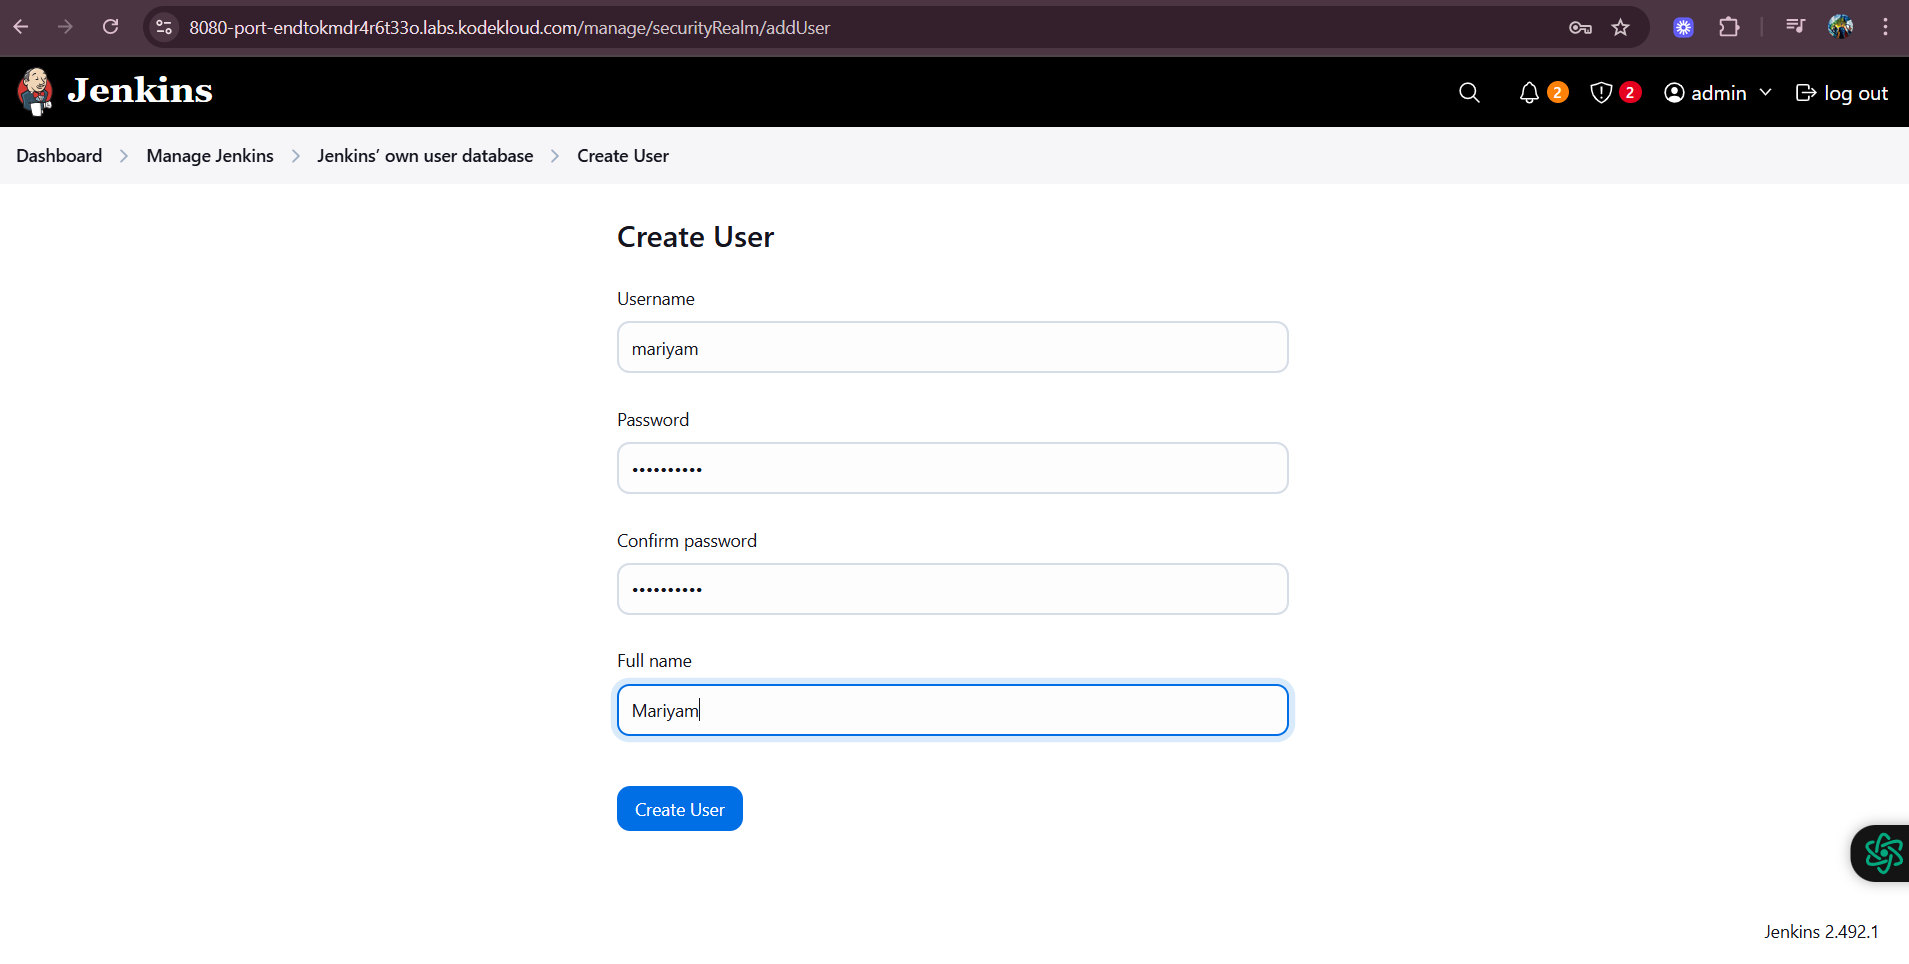 8080-port-endtokmdr4r6t33o.labs.kodekloud.com/manage/securityRealm/addUser
Jenkins
2
2
admin
log out
Dashboard
Manage Jenkins
Jenkins’ own user database
Create User
Create User
Username
mariyam
Password
••••••••••
Confirm password
••••••••••
Full name
Mariyam
Create User
Jenkins 2.492.1